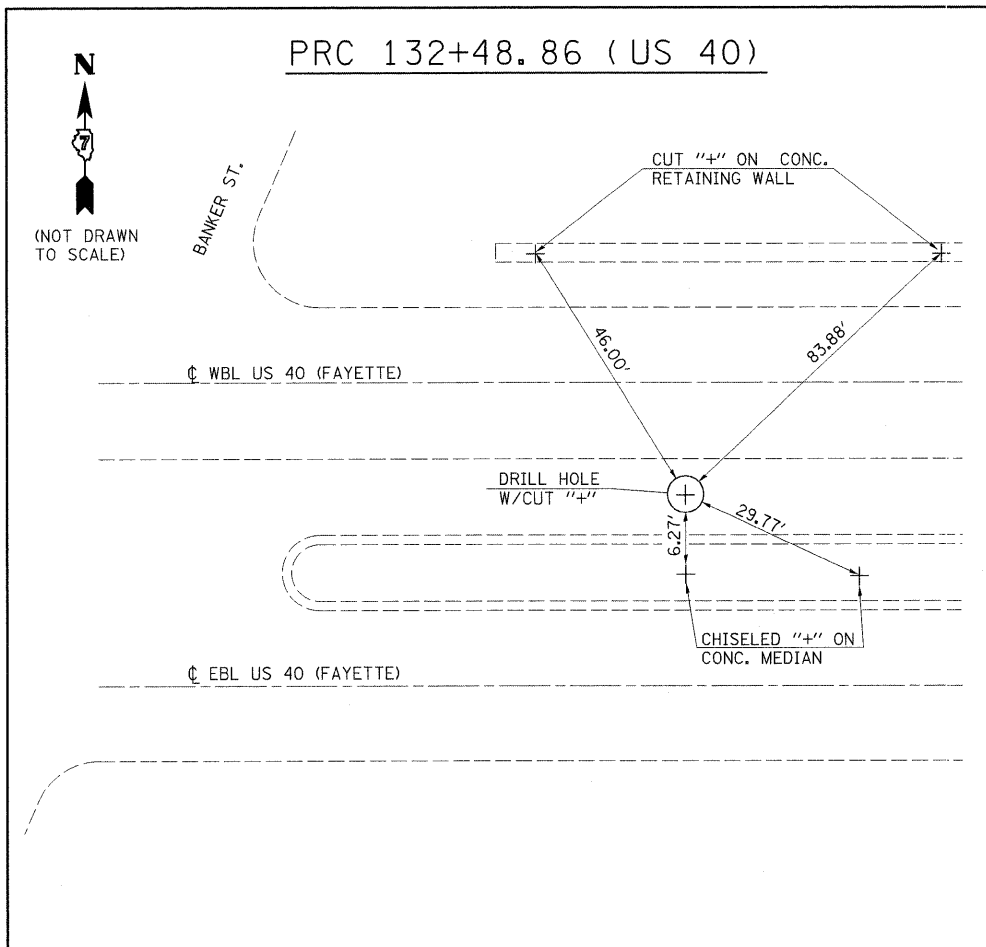 PRC 132+48.86 (US 40)
N
7
(NOT DRAWN
TO SCALE)
BANKER ST.
CUT "+" ON CONC.
RETAINING WALL
46.00'
83.88'
℄ WBL US 40 (FAYETTE)
DRILL HOLE
W/CUT "+"
29.77'
6.27'
CHISELED "+" ON
CONC. MEDIAN
℄ EBL US 40 (FAYETTE)